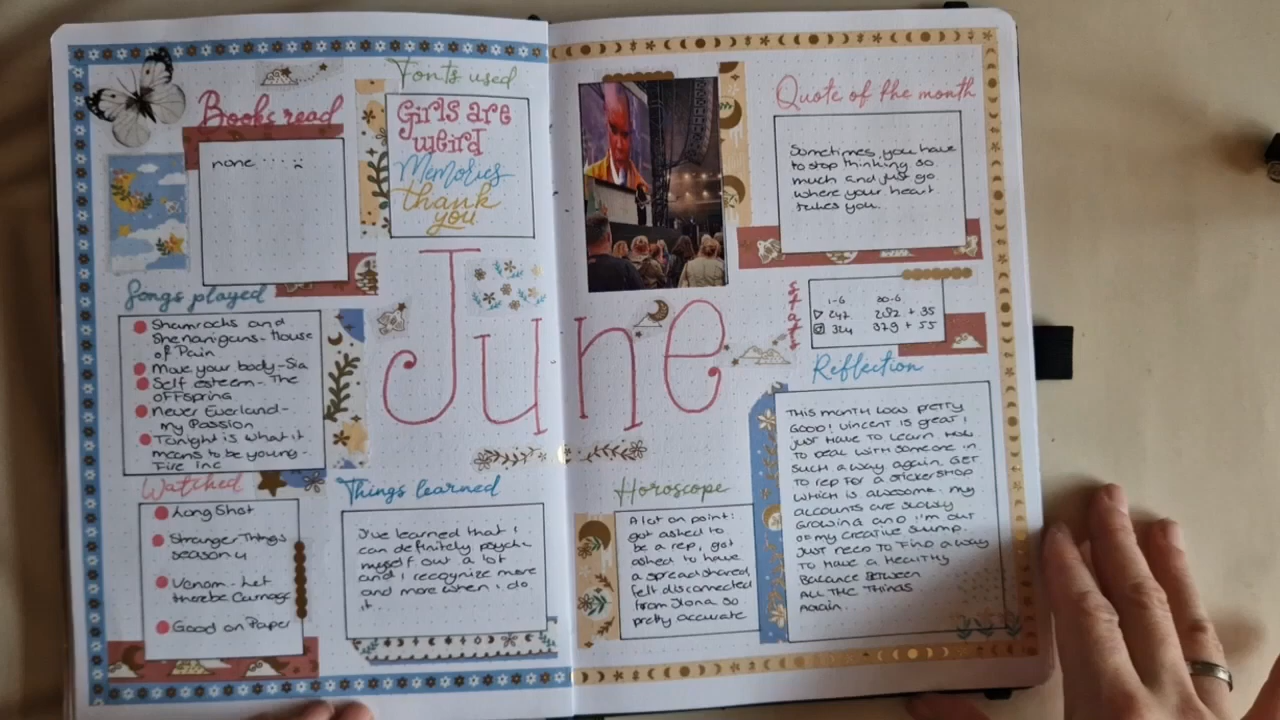 Books read
none .... :(
Fonts used
Girls are
weird
Memories
thank
you
Songs played
Shamrocks and
Shenanigans - House
of Pain
Move your body - Sia
Self esteem - The
Offspring
Never Everland -
my Passion
Tonight is what it
means to be young -
Fire Inc
Watched
Long Shot
Stranger Things
season 4
Venom - Let
there be Carnage
Good on Paper
Things learned
I've learned that I
can definitely psych
myself out a lot
and I recognize more
and more when I do
it.
June
Quote of the month
Sometimes, you have
to stop thinking so
much and just go
where your heart
takes you.
Stats
1-6 30-6
247 282 + 35
324 379 + 55
Horoscope
A lot on point:
got asked to
be a rep, got
asked to have
a spread shared,
felt disconnected
from Ilona so
pretty accurate
Reflection
THIS MONTH WAS PRETTY
GOOD! VINCENT IS GREAT, I
JUST HAVE TO LEARN HOW
TO DEAL WITH SOMEONE IN
SUCH A WAY AGAIN. GET
TO REP FOR A STICKERSHOP
WHICH IS AWESOME. MY
ACCOUNTS ARE SLOWLY
GROWING AND I'M OUT
OF MY CREATIVE SLUMP.
JUST NEED TO FIND A WAY
TO HAVE A HEALTHY
BALANCE BETWEEN
ALL THE THINGS
AGAIN.